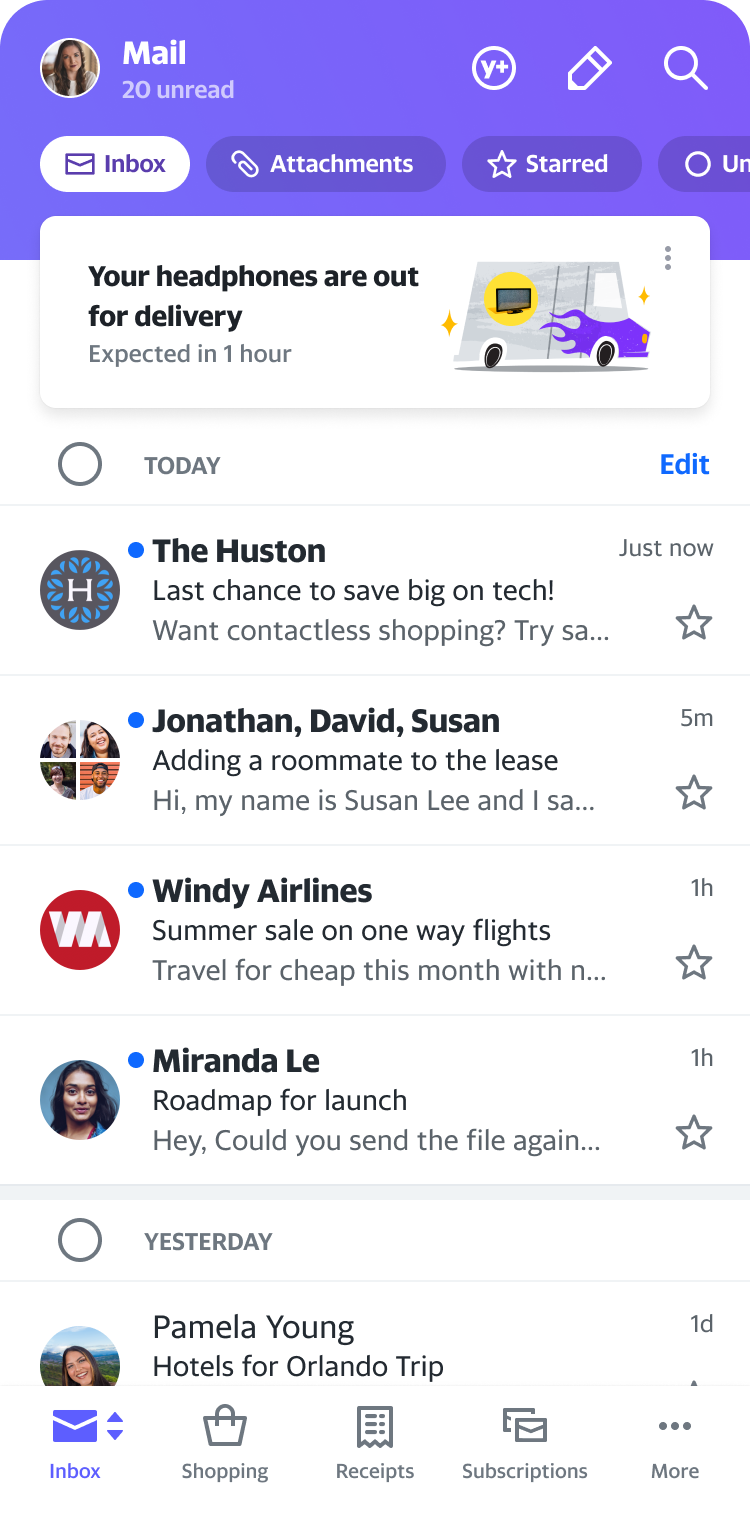 Mail
20 unread
y+
Inbox
Attachments
Starred
Un
Your headphones are out
for delivery
Expected in 1 hour
TODAY
Edit
The Huston
Just now
H
Last chance to save big on tech!
Want contactless shopping? Try sa...
Jonathan, David, Susan
5m
Adding a roommate to the lease
Hi, my name is Susan Lee and I sa...
Windy Airlines
1h
Summer sale on one way flights
Travel for cheap this month with n...
Miranda Le
1h
Roadmap for launch
Hey, Could you send the file again...
YESTERDAY
Pamela Young
1d
Hotels for Orlando Trip
Inbox
Shopping
Receipts
Subscriptions
More